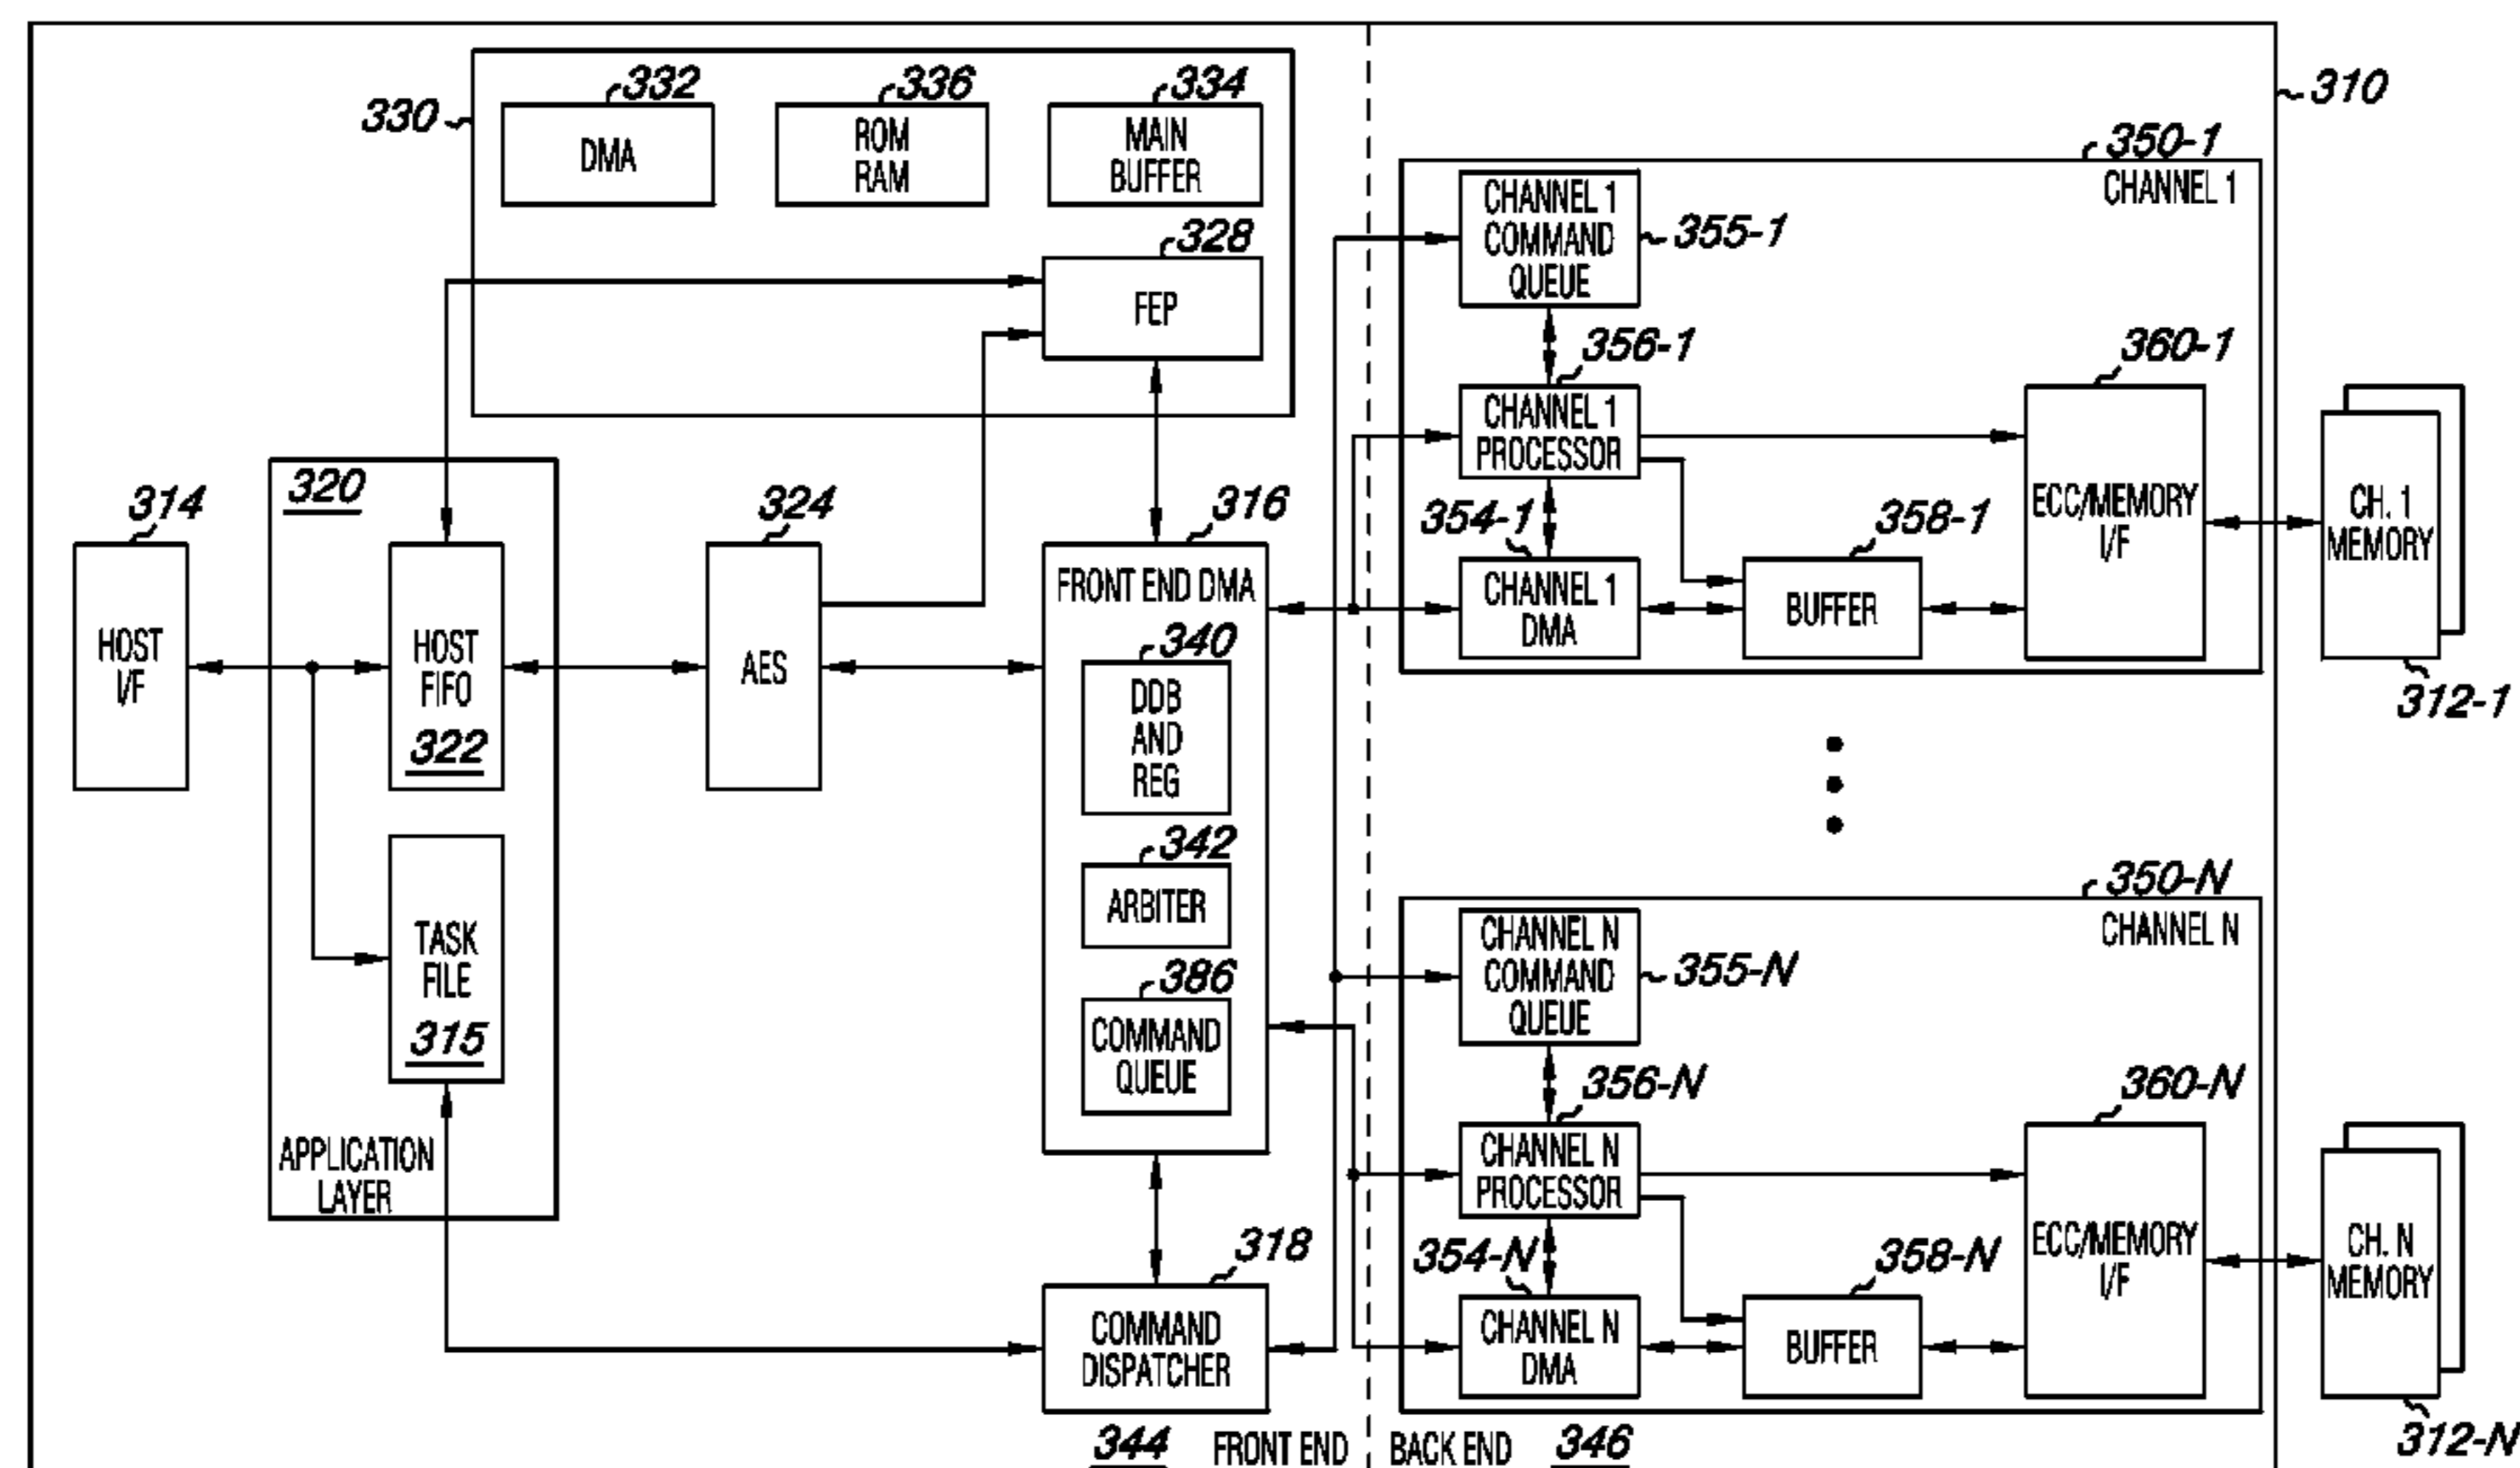 332
336
334
310
330
DMA
ROM
RAM
MAIN
BUFFER
350-1
CHANNEL 1
328
FEP
CHANNEL 1
COMMAND
QUEUE
355-1
356-1
360-1
CHANNEL 1
PROCESSOR
320
314
324
316
354-1
358-1
ECC/MEMORY
I/F
CH. 1
MEMORY
312-1
HOST
I/F
HOST
FIFO
322
AES
FRONT END DMA
CHANNEL 1
DMA
BUFFER
340
DDB
AND
REG
342
ARBITER
386
COMMAND
QUEUE
TASK
FILE
315
APPLICATION
LAYER
350-N
CHANNEL N
CHANNEL N
COMMAND
QUEUE
355-N
356-N
360-N
CHANNEL N
PROCESSOR
318
354-N
358-N
ECC/MEMORY
I/F
CH. N
MEMORY
312-N
COMMAND
DISPATCHER
CHANNEL N
DMA
BUFFER
344 FRONT END
BACK END 346